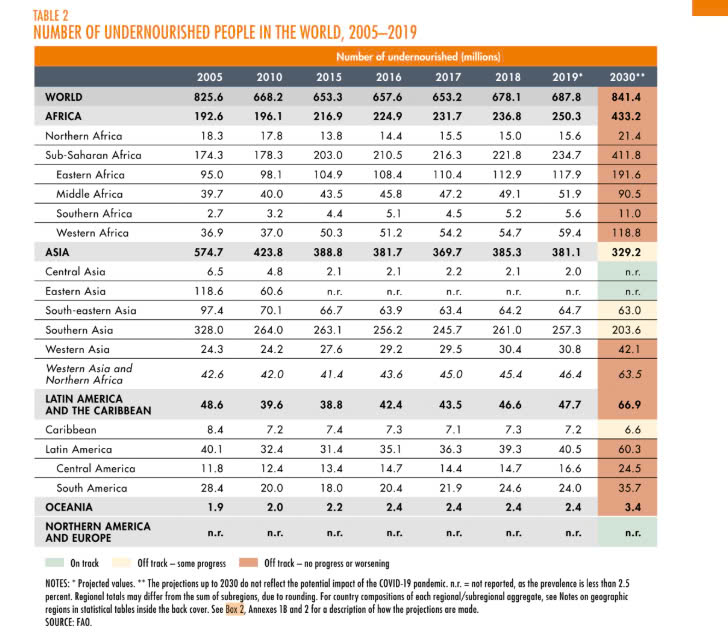 TABLE 2
NUMBER OF UNDERNOURISHED PEOPLE IN THE WORLD, 2005–2019
Number of undernourished (millions)
2005 2010 2015 2016 2017 2018 2019* 2030**
WORLD 825.6 668.2 653.3 657.6 653.2 678.1 687.8 841.4
AFRICA 192.6 196.1 216.9 224.9 231.7 236.8 250.3 433.2
Northern Africa 18.3 17.8 13.8 14.4 15.5 15.0 15.6 21.4
Sub-Saharan Africa 174.3 178.3 203.0 210.5 216.3 221.8 234.7 411.8
Eastern Africa 95.0 98.1 104.9 108.4 110.4 112.9 117.9 191.6
Middle Africa 39.7 40.0 43.5 45.8 47.2 49.1 51.9 90.5
Southern Africa 2.7 3.2 4.4 5.1 4.5 5.2 5.6 11.0
Western Africa 36.9 37.0 50.3 51.2 54.2 54.7 59.4 118.8
ASIA 574.7 423.8 388.8 381.7 369.7 385.3 381.1 329.2
Central Asia 6.5 4.8 2.1 2.1 2.2 2.1 2.0 n.r.
Eastern Asia 118.6 60.6 n.r. n.r. n.r. n.r. n.r. n.r.
South-eastern Asia 97.4 70.1 66.7 63.9 63.4 64.2 64.7 63.0
Southern Asia 328.0 264.0 263.1 256.2 245.7 261.0 257.3 203.6
Western Asia 24.3 24.2 27.6 29.2 29.5 30.4 30.8 42.1
Western Asia and
Northern Africa 42.6 42.0 41.4 43.6 45.0 45.4 46.4 63.5
LATIN AMERICA
AND THE CARIBBEAN 48.6 39.6 38.8 42.4 43.5 46.6 47.7 66.9
Caribbean 8.4 7.2 7.4 7.3 7.1 7.3 7.2 6.6
Latin America 40.1 32.4 31.4 35.1 36.3 39.3 40.5 60.3
Central America 11.8 12.4 13.4 14.7 14.4 14.7 16.6 24.5
South America 28.4 20.0 18.0 20.4 21.9 24.6 24.0 35.7
OCEANIA 1.9 2.0 2.2 2.4 2.4 2.4 2.4 3.4
NORTHERN AMERICA
AND EUROPE n.r. n.r. n.r. n.r. n.r. n.r. n.r. n.r.
On track Off track – some progress Off track – no progress or worsening
NOTES: * Projected values. ** The projections up to 2030 do not reflect the potential impact of the COVID-19 pandemic. n.r. = not reported, as the prevalence is less than 2.5
percent. Regional totals may differ from the sum of subregions, due to rounding. For country compositions of each regional/subregional aggregate, see Notes on geographic
regions in statistical tables inside the back cover. See Box 2, Annexes 1B and 2 for a description of how the projections are made.
SOURCE: FAO.